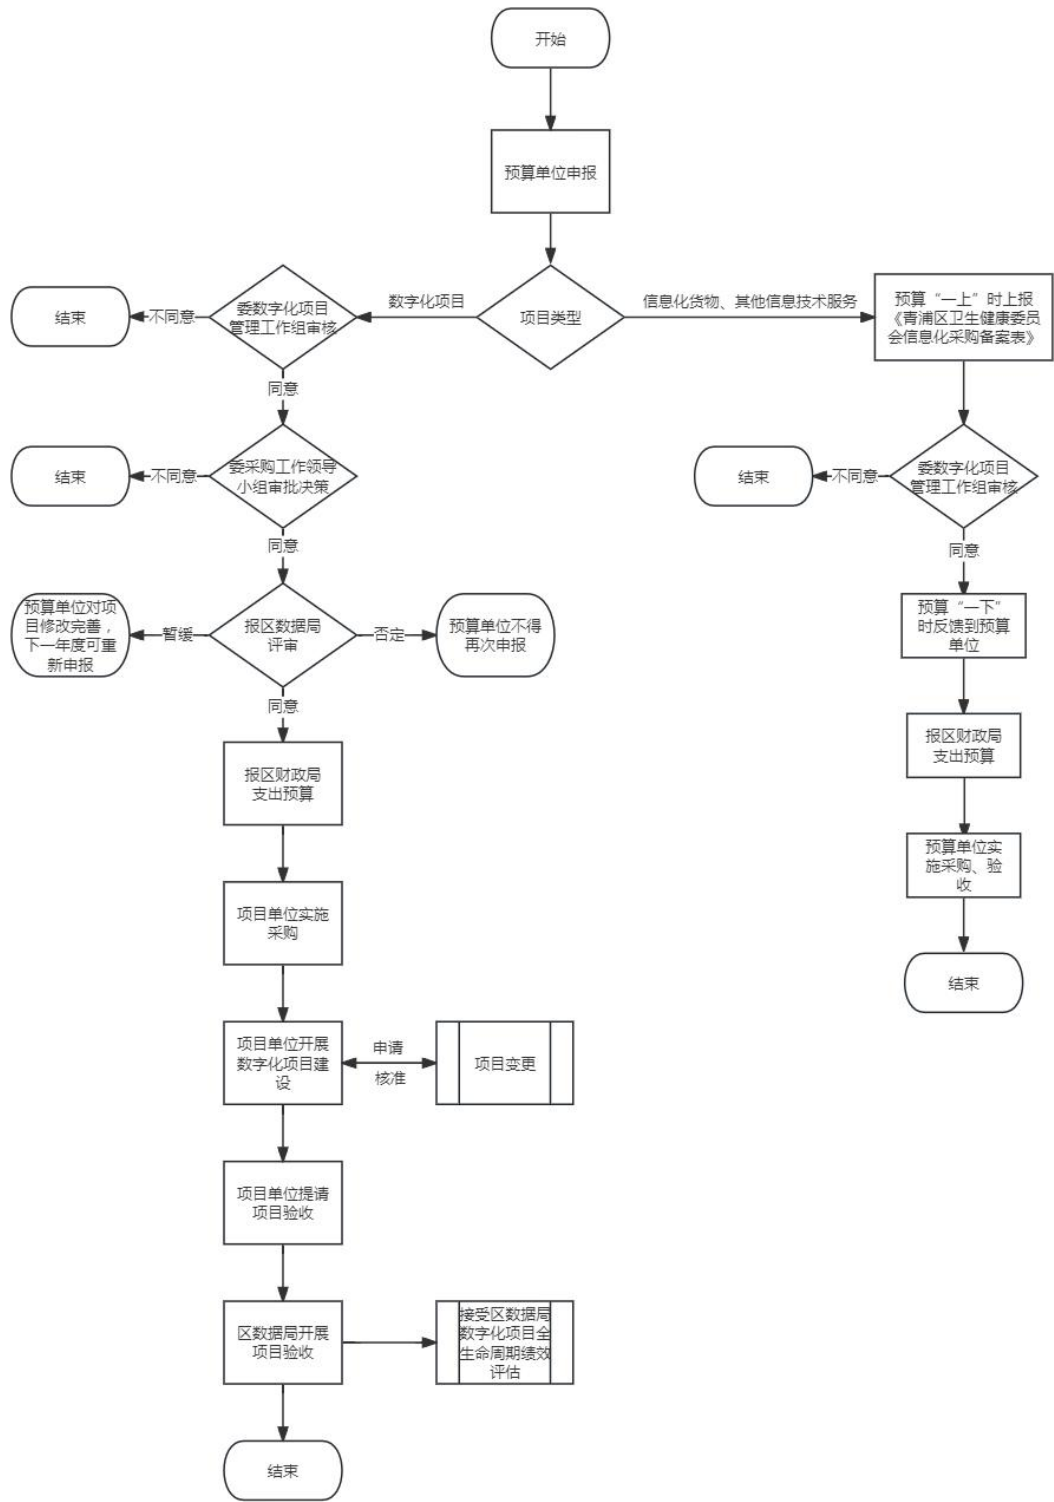 开始
预算单位申报
项目类型
数字化项目
信息化货物、其他信息技术服务
委数字化项目
管理工作组审核
不同意
结束
同意
委采购工作领导
小组审批决策
不同意
结束
同意
报区数据局
评审
暂缓
预算单位对项
目修改完善，
下一年度可重
新申报
否定
预算单位不得
再次申报
同意
报区财政局
支出预算
项目单位实施
采购
项目单位开展
数字化项目建
设
申请
核准
项目变更
项目单位提请
项目验收
区数据局开展
项目验收
接受区数据局
数字化项目全
生命周期绩效
评估
结束
预算“一上”时上报
《青浦区卫生健康委员
会信息化采购备案表》
委数字化项目
管理工作组审核
不同意
结束
同意
预算“一下”
时反馈到预算
单位
报区财政局
支出预算
预算单位实
施采购、验
收
结束